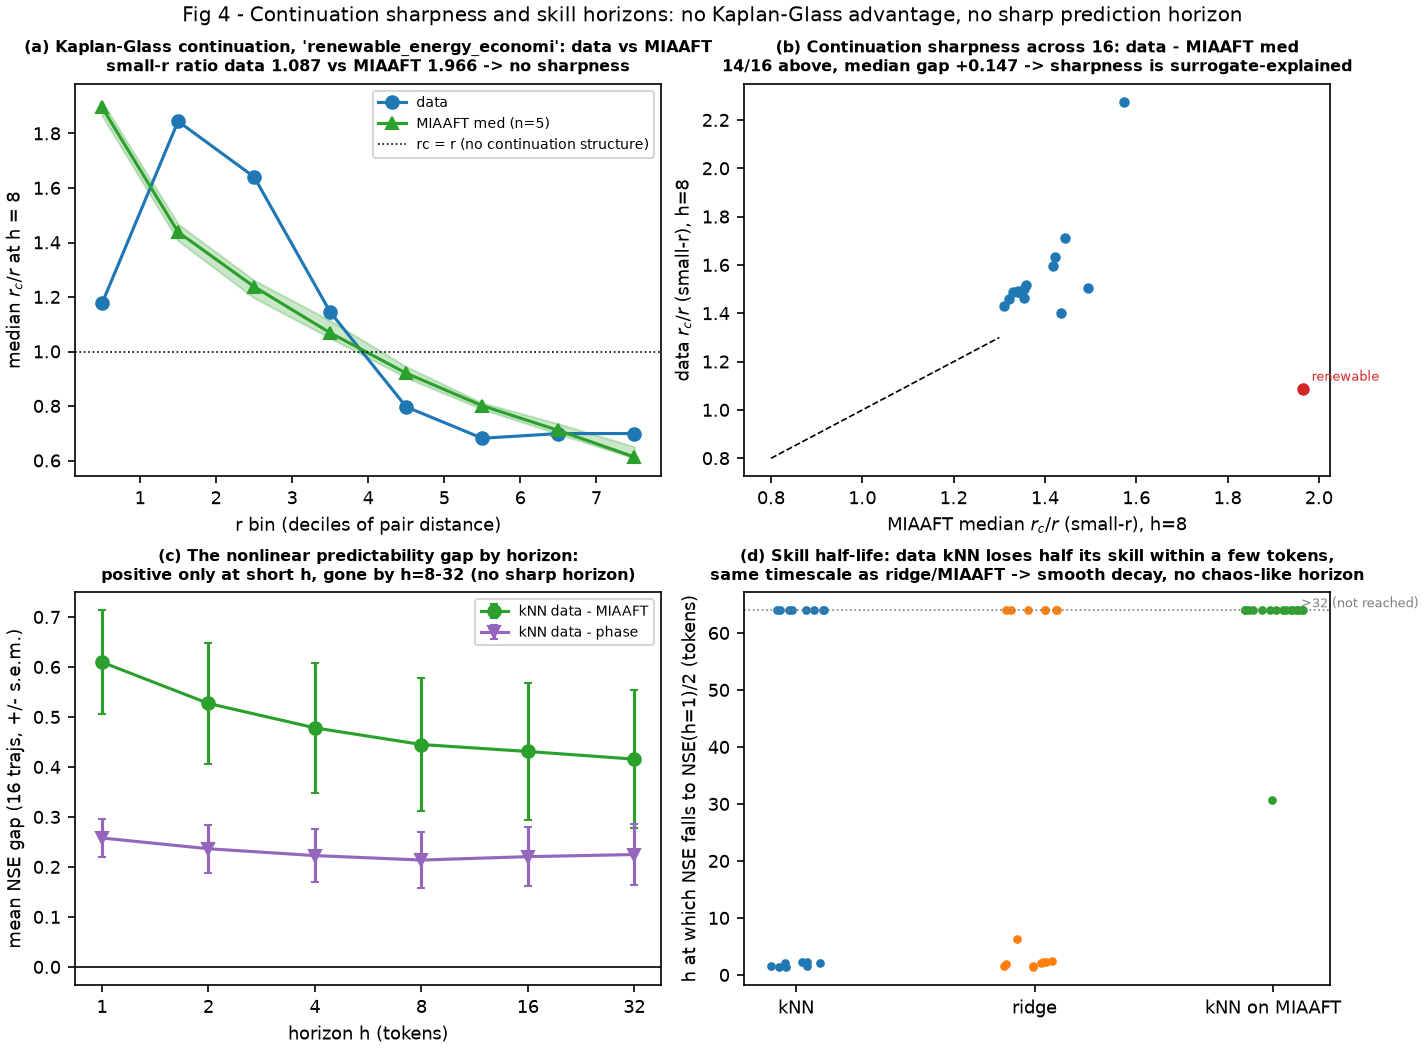 Fig 4 - Continuation sharpness and skill horizons: no Kaplan-Glass advantage, no sharp prediction horizon
(a) Kaplan-Glass continuation, 'renewable_energy_economi': data vs MIAAFT
small-r ratio data 1.087 vs MIAAFT 1.966 -> no sharpness
data
MIAAFT med (n=5)
rc = r (no continuation structure)
median r_c/r at h = 8
1.8
1.6
1.4
1.2
1.0
0.8
0.6
1 2 3 4 5 6 7
r bin (deciles of pair distance)
(b) Continuation sharpness across 16: data - MIAAFT med
14/16 above, median gap +0.147 -> sharpness is surrogate-explained
data r_c/r (small-r), h=8
2.2
2.0
1.8
1.6
1.4
1.2
1.0
0.8
renewable
0.8 1.0 1.2 1.4 1.6 1.8 2.0
MIAAFT median r_c/r (small-r), h=8
(c) The nonlinear predictability gap by horizon:
positive only at short h, gone by h=8-32 (no sharp horizon)
kNN data - MIAAFT
kNN data - phase
mean NSE gap (16 trajs, +/- s.e.m.)
0.7
0.6
0.5
0.4
0.3
0.2
0.1
0.0
1 2 4 8 16 32
horizon h (tokens)
(d) Skill half-life: data kNN loses half its skill within a few tokens,
same timescale as ridge/MIAAFT -> smooth decay, no chaos-like horizon
>32 (not reached)
h at which NSE falls to NSE(h=1)/2 (tokens)
60
50
40
30
20
10
0
kNN ridge kNN on MIAAFT